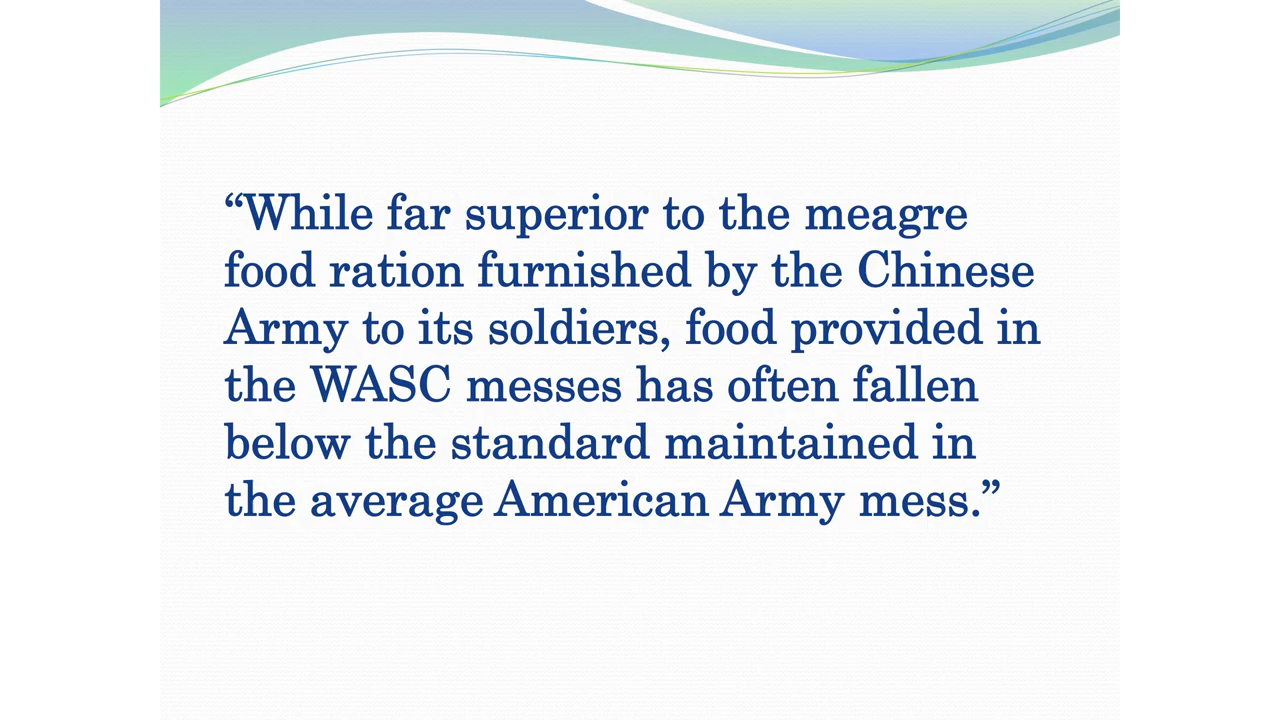 “While far superior to the meagre
food ration furnished by the Chinese
Army to its soldiers, food provided in
the WASC messes has often fallen
below the standard maintained in
the average American Army mess.”